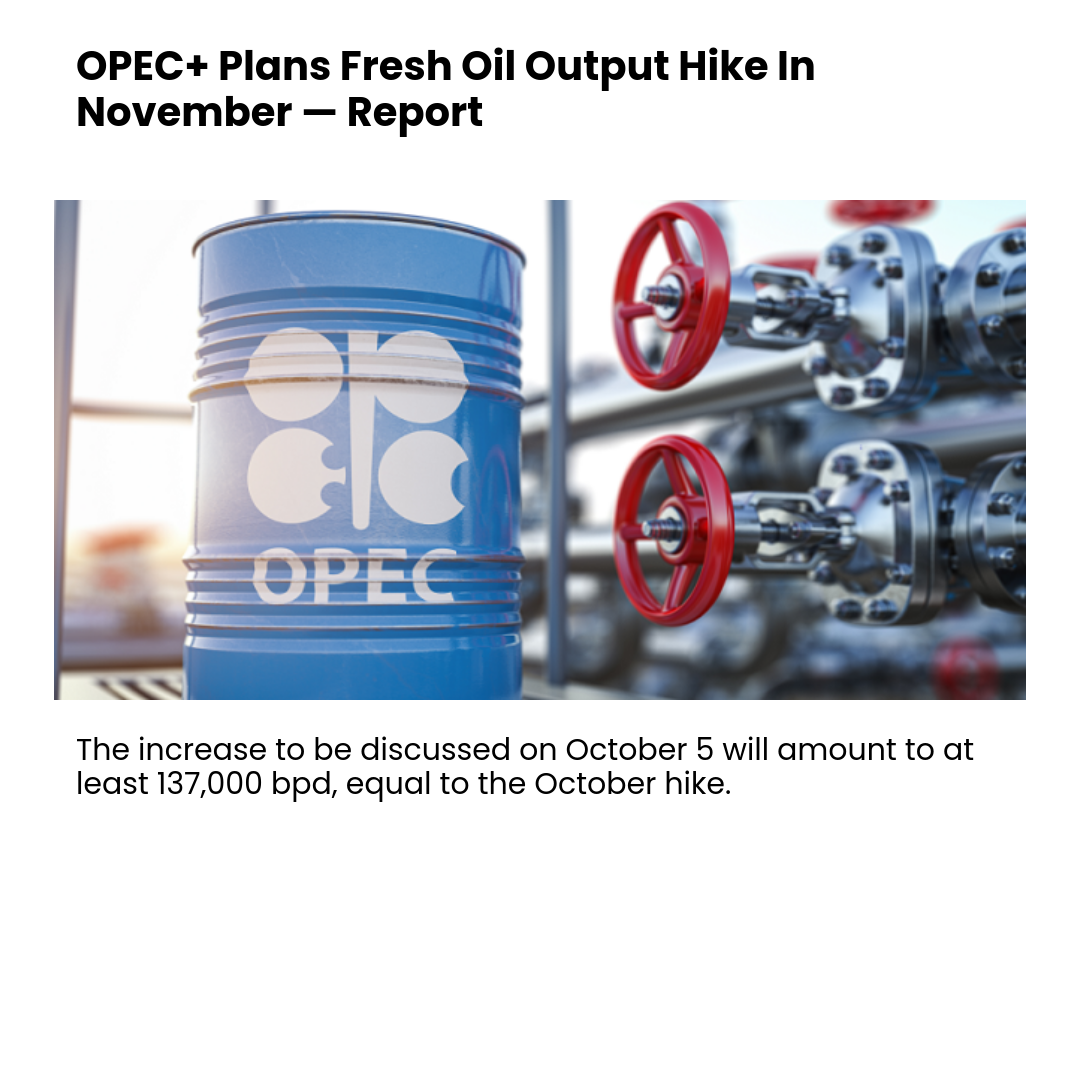 OPEC+ Plans Fresh Oil Output Hike In
November — Report
OPEC
The increase to be discussed on October 5 will amount to at
least 137,000 bpd, equal to the October hike.